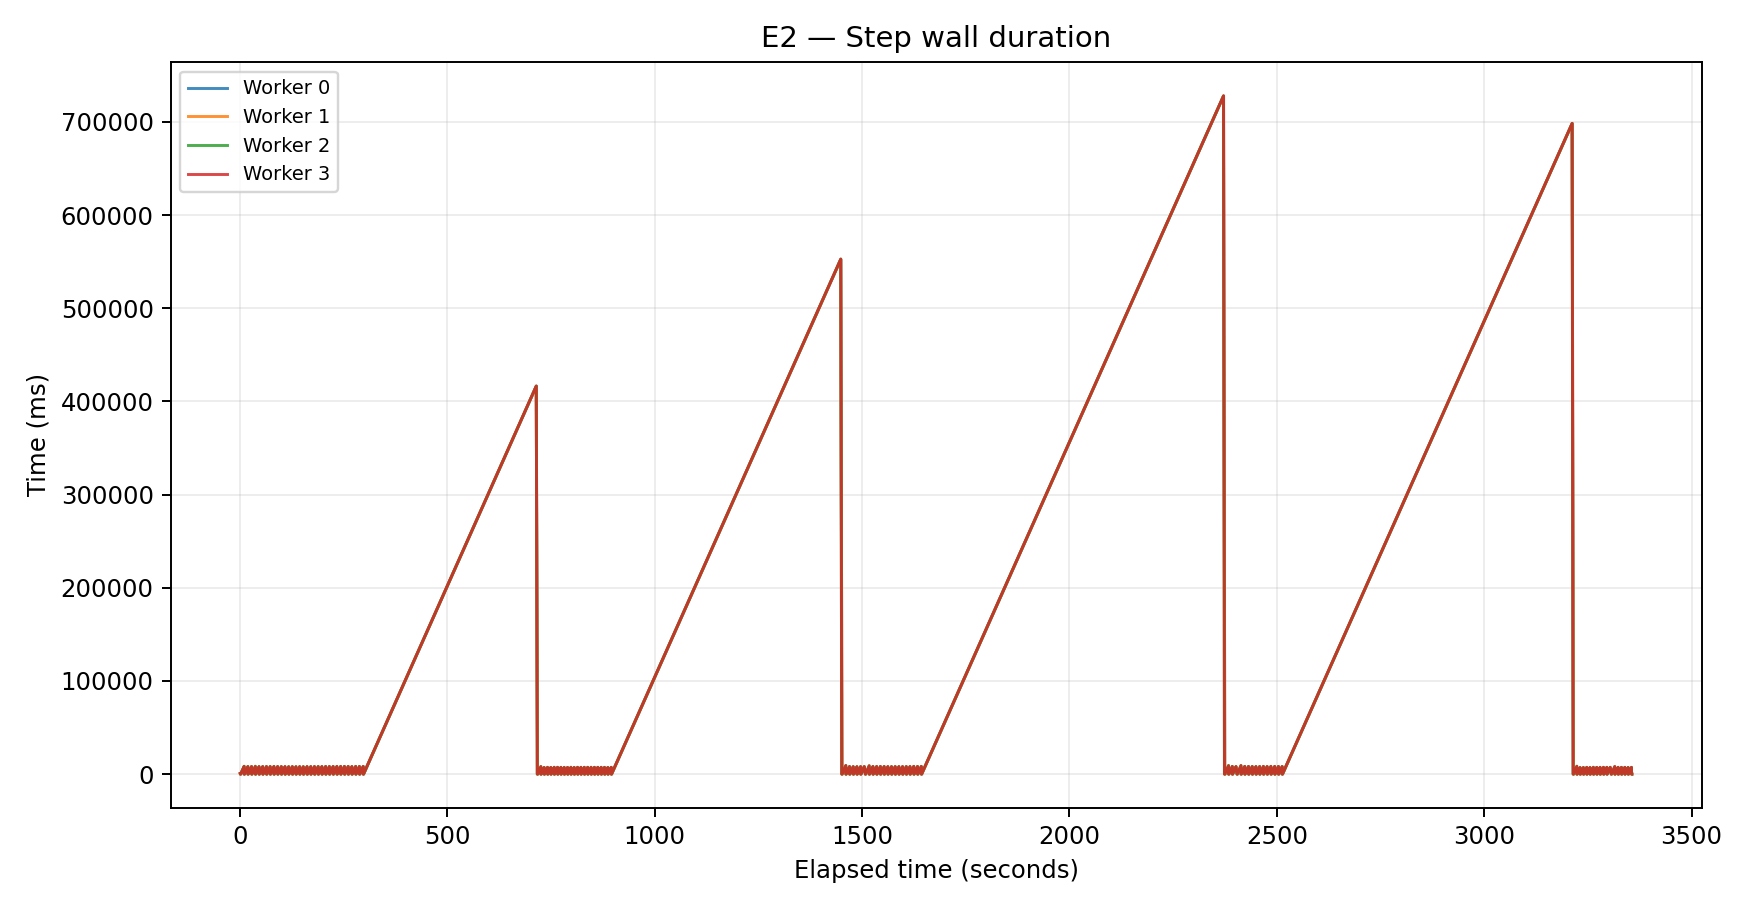 E2 — Step wall duration
Worker 0
Worker 1
Worker 2
Worker 3
Time (ms)
700000
600000
500000
400000
300000
200000
100000
0
0 500 1000 1500 2000 2500 3000 3500
Elapsed time (seconds)